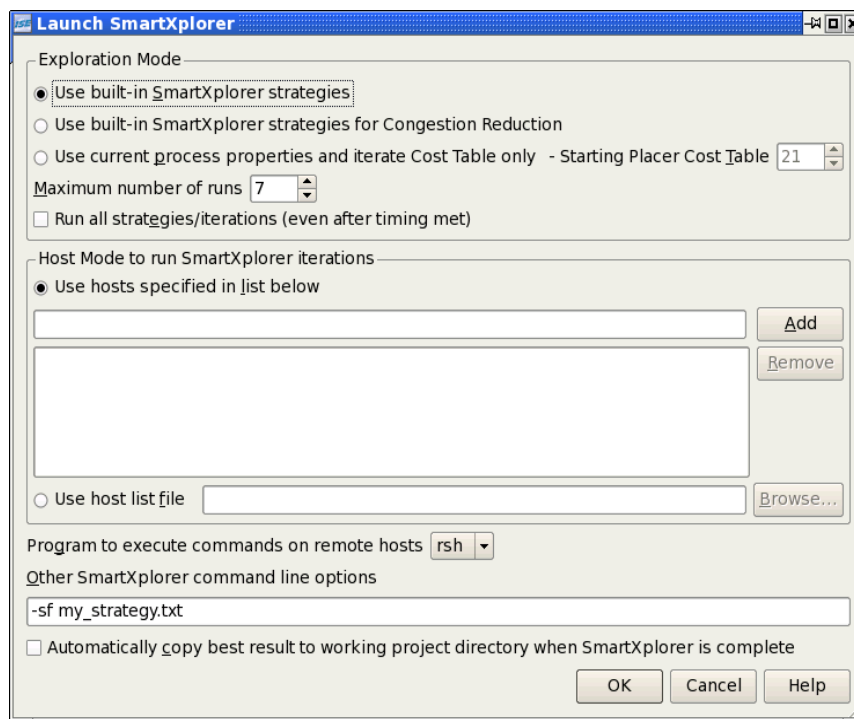 ISE Launch SmartXplorer
Exploration Mode
Use built-in SmartXplorer strategies
Use built-in SmartXplorer strategies for Congestion Reduction
Use current process properties and iterate Cost Table only - Starting Placer Cost Table 21
Maximum number of runs 7
Run all strategies/iterations (even after timing met)
Host Mode to run SmartXplorer iterations
Use hosts specified in list below
Add
Remove
Use host list file Browse...
Program to execute commands on remote hosts rsh
Other SmartXplorer command line options
-sf my_strategy.txt
Automatically copy best result to working project directory when SmartXplorer is complete
OK Cancel Help